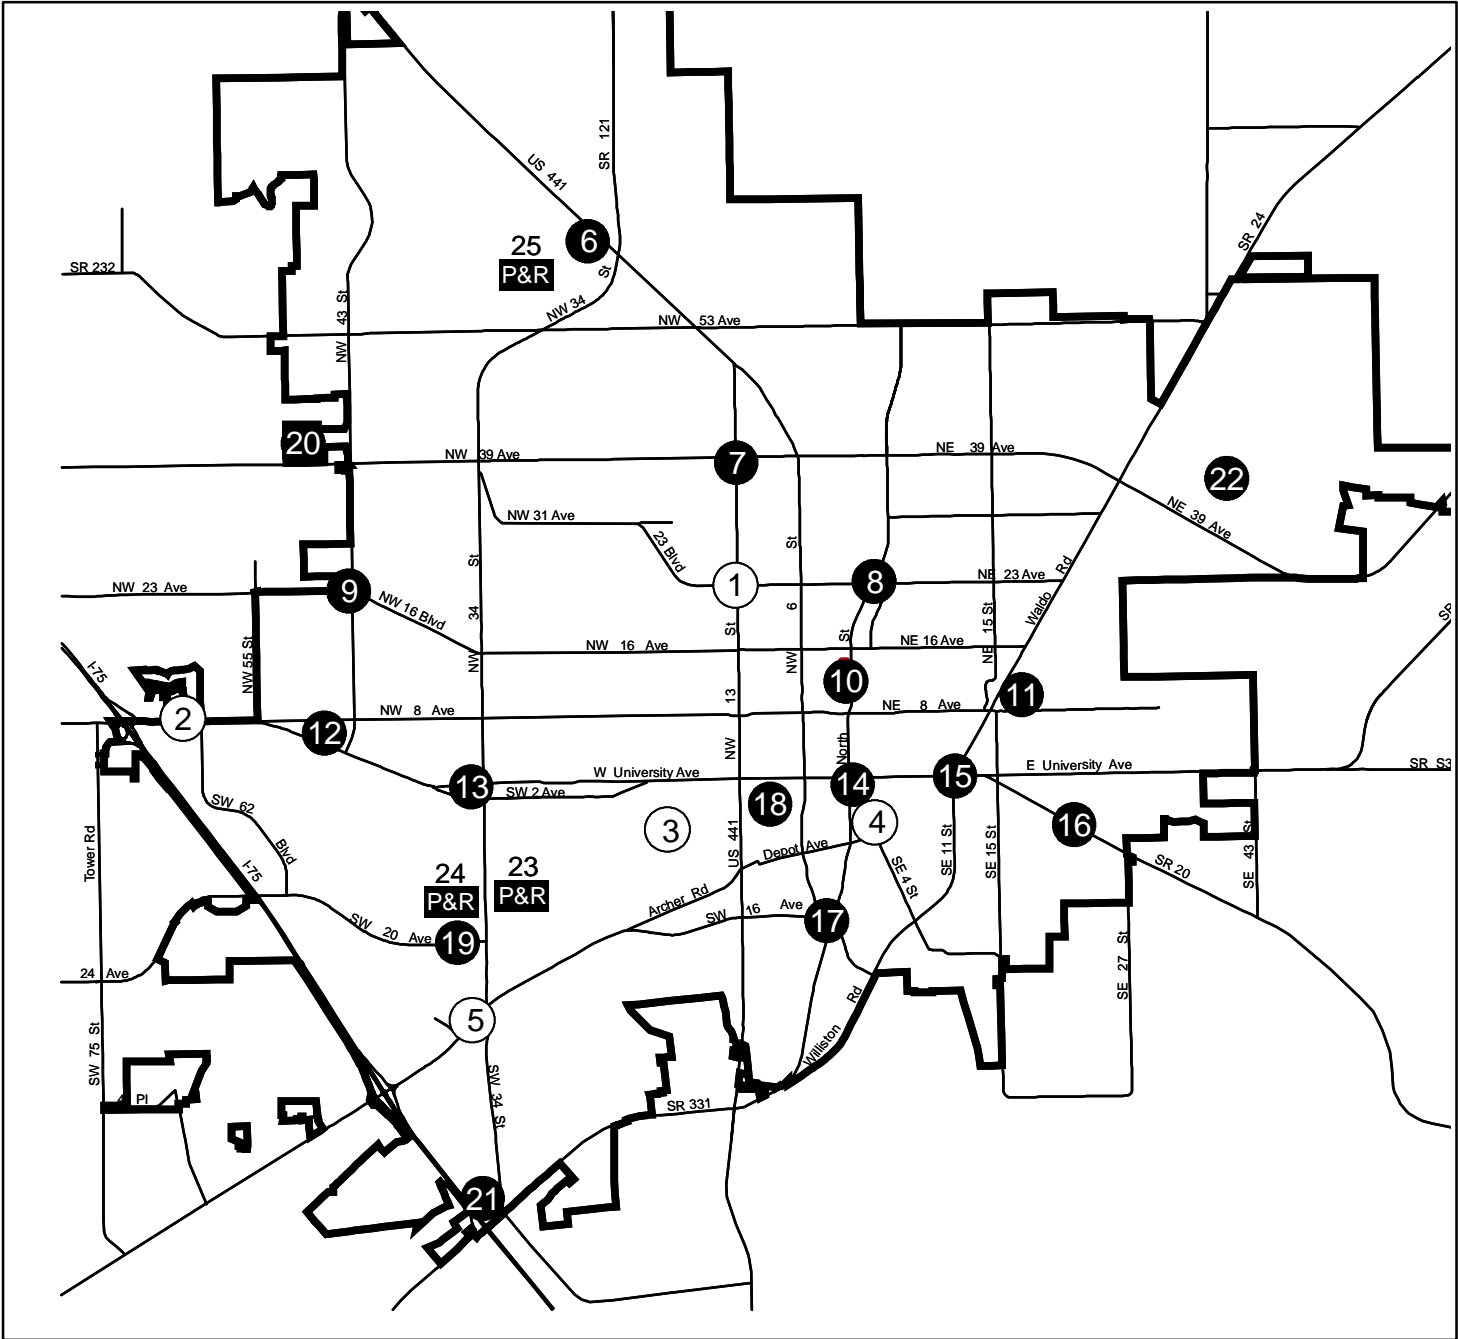 SR 121
US 441
SR 24
25
P&R
6
St
SR 232
NW 34
NW 43 St
NW 53 Ave
20
NW 39 Ave
7
NE 39 Ave
22
NE 39 Ave
NW 31 Ave
23 Blvd
NW 34 St
NW 6 St
1
8
NE 23 Ave
Waldo Rd
NW 23 Ave
9
NW 16 Blvd
NE 15 St
St
NE 16 Ave
NW 16 Ave
US 441 NW 13 St
NW 55 St
I-75
10
11
2
NW 8 Ave
NE 8 Ave
12
North
W University Ave
E University Ave
13
SW 2 Ave
14
15
18
16
3
4
SW 62 Blvd
Depot Ave
SE 11 St
SE 15 St
SE 43 St
Tower Rd
I-75
SE 4 St
SR 20
24
P&R
23
P&R
Archer Rd
SW 16 Ave
17
SW 20 Ave
19
24 Ave
SE 27 St
5
Williston Rd
SW 75 St
SW 34 St
Pl
SR 331
21